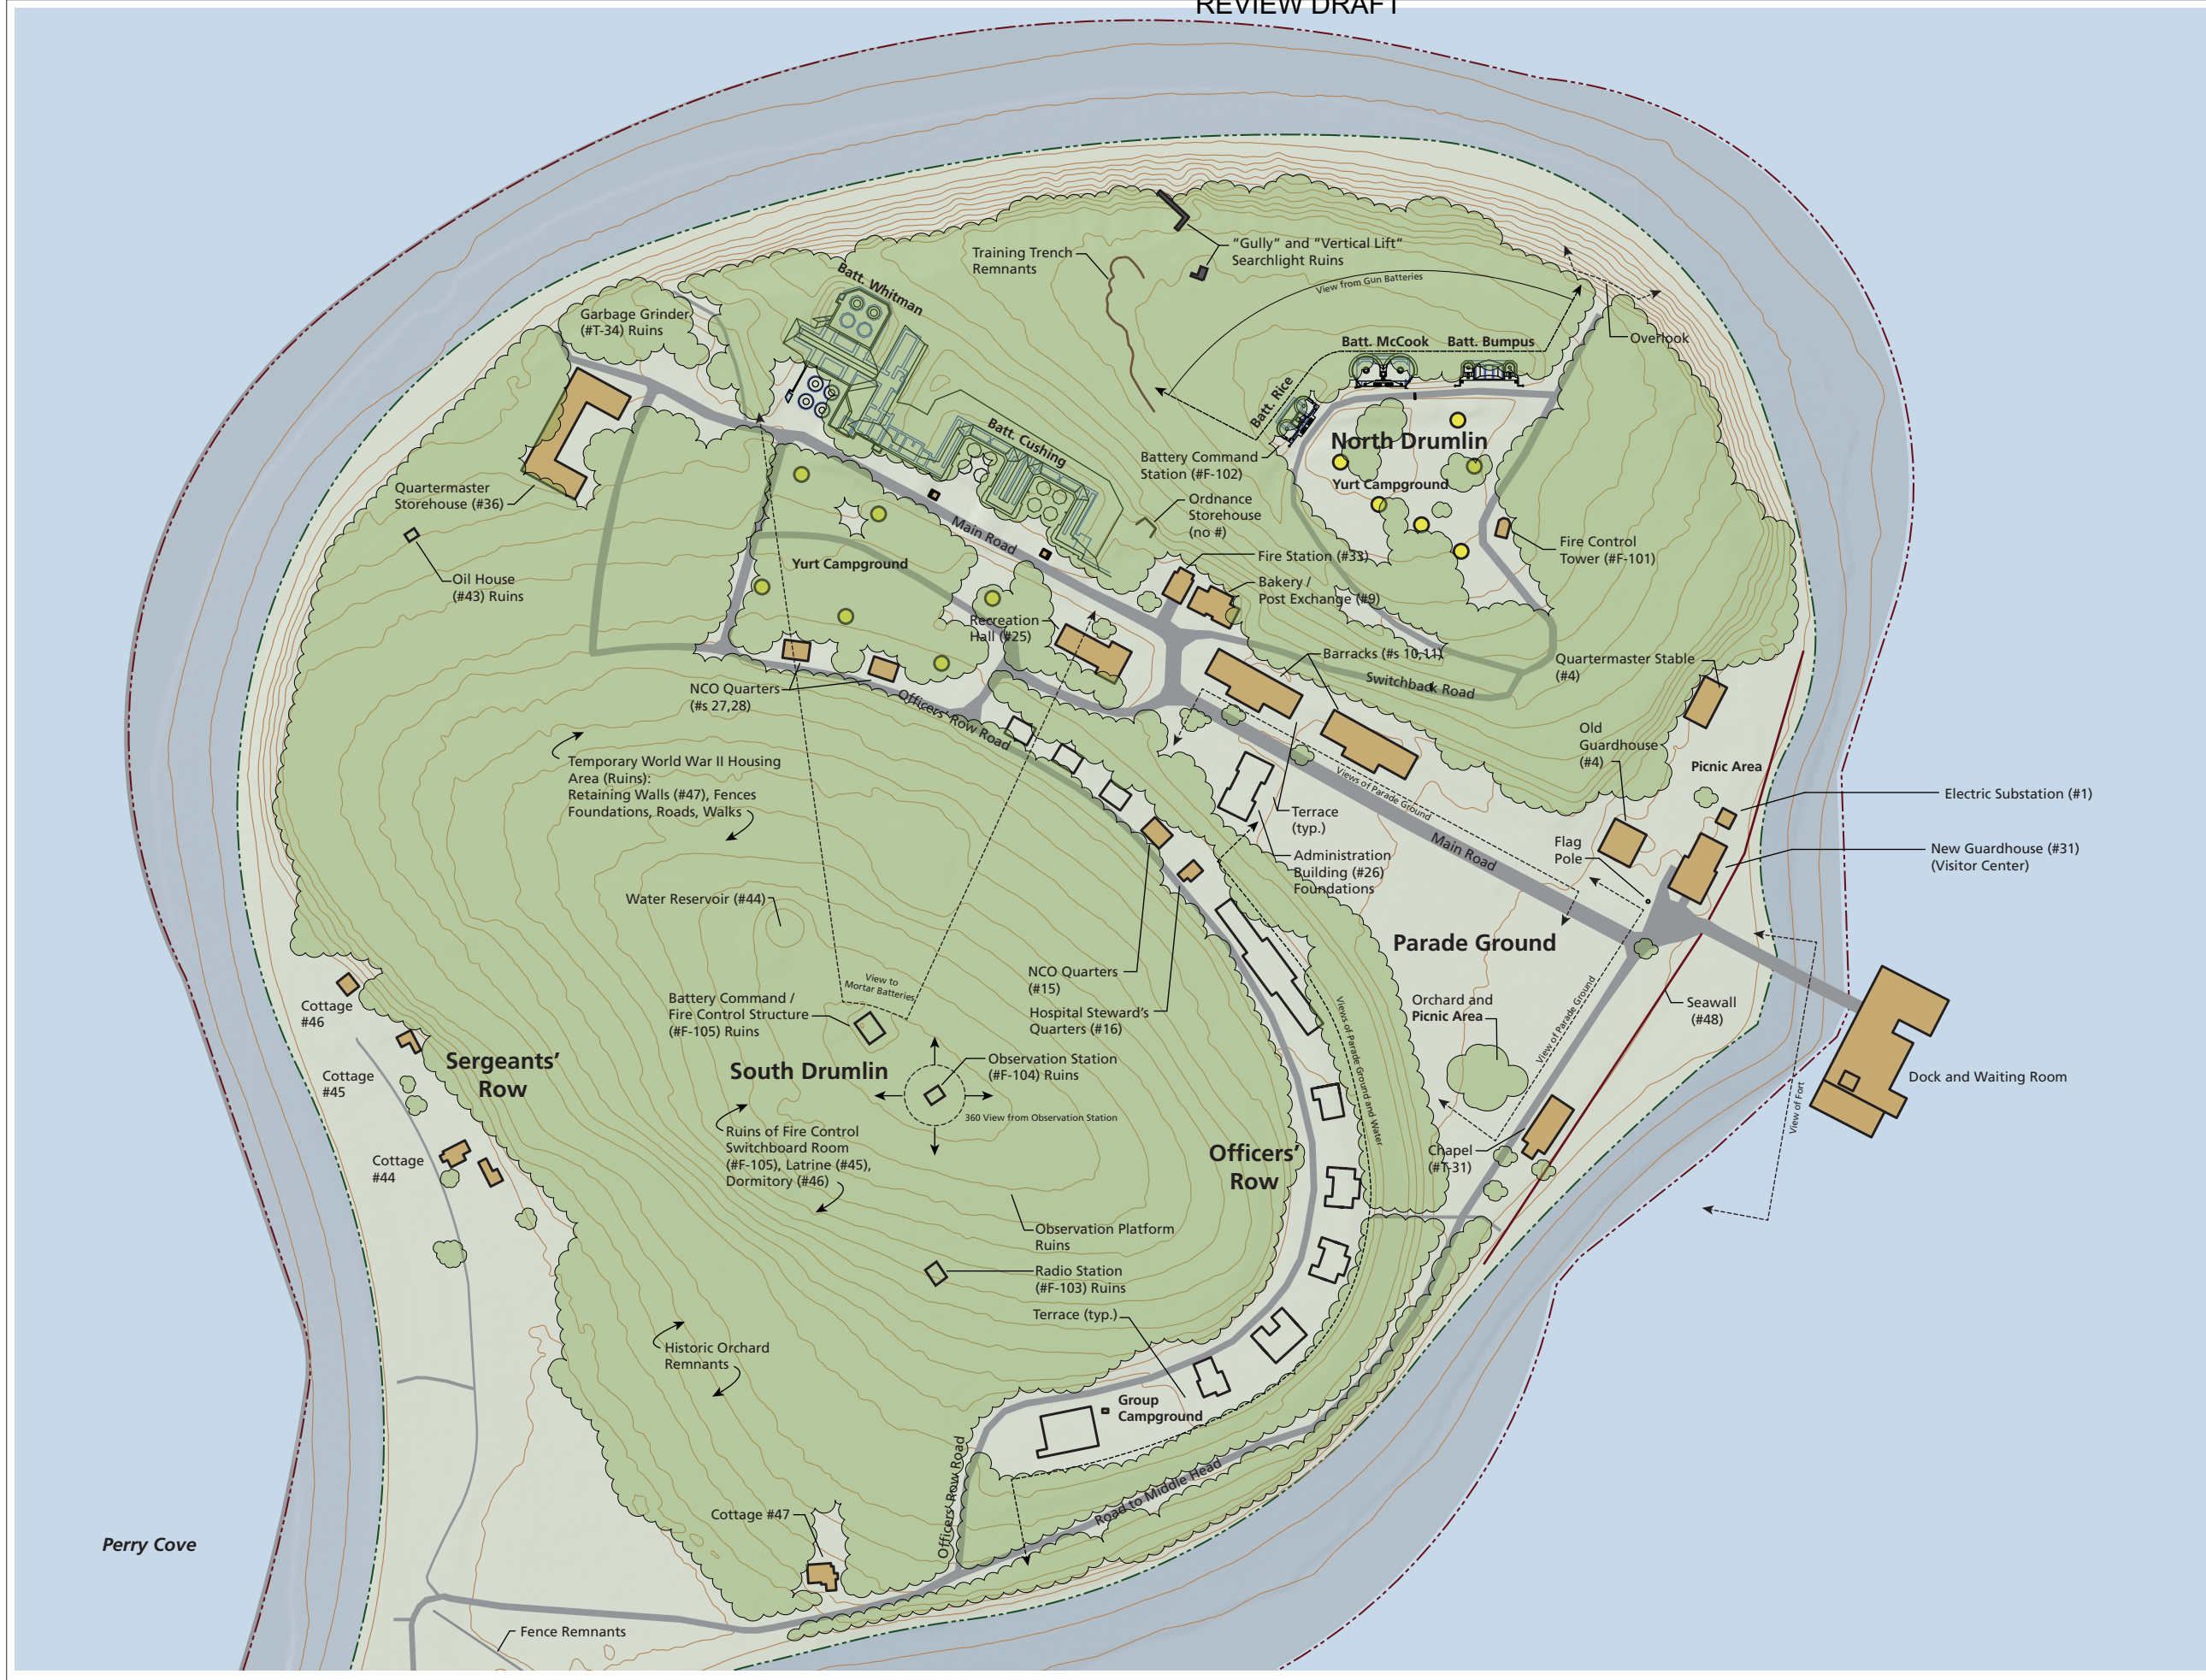 REVIEW DRAFT
Batt. Whitman
Training Trench
Remnants
“Gully” and “Vertical Lift”
Searchlight Ruins
View from Gun Batteries
Garbage Grinder
(#T-34) Ruins
Overlook
Batt. McCook
Batt. Bumpus
Batt. Rice
Batt. Cushing
North Drumlin
Battery Command
Station (#F-102)
Yurt Campground
Quartermaster
Storehouse (#36)
Ordnance
Storehouse
(no #)
Main Road
Fire Control
Tower (#F-101)
Fire Station (#33)
Yurt Campground
Oil House
(#43) Ruins
Bakery /
Post Exchange (#9)
Recreation
Hall (#25)
Barracks (#s 10,11)
Quartermaster Stable
(#4)
Switchback Road
NCO Quarters
(#s 27,28)
Officers’ Row Road
Old
Guardhouse
(#4)
Temporary World War II Housing
Area (Ruins):
Retaining Walls (#47), Fences
Foundations, Roads, Walks
Picnic Area
Views of Parade Ground
Electric Substation (#1)
Terrace
(typ.)
Main Road
Flag
Pole
New Guardhouse (#31)
(Visitor Center)
Administration
Building (#26)
Foundations
Water Reservoir (#44)
Parade Ground
NCO Quarters
(#15)
View to
Mortar Batteries
Battery Command /
Fire Control Structure
(#F-105) Ruins
Hospital Steward’s
Quarters (#16)
Orchard and
Picnic Area
Seawall
(#48)
View of Parade Ground
Views of Parade Ground and Water
Cottage
#46
Sergeants’
Row
South Drumlin
Observation Station
(#F-104) Ruins
Cottage
#45
Dock and Waiting Room
View of Fort
360 View from Observation Station
Ruins of Fire Control
Switchboard Room
(#F-105), Latrine (#45),
Dormitory (#46)
Officers’
Row
Chapel
(#T-31)
Cottage
#44
Observation Platform
Ruins
Radio Station
(#F-103) Ruins
Terrace (typ.)
Historic Orchard
Remnants
Group
Campground
Officers’ Row Road
Road to Middle Head
Cottage #47
Perry Cove
Fence Remnants